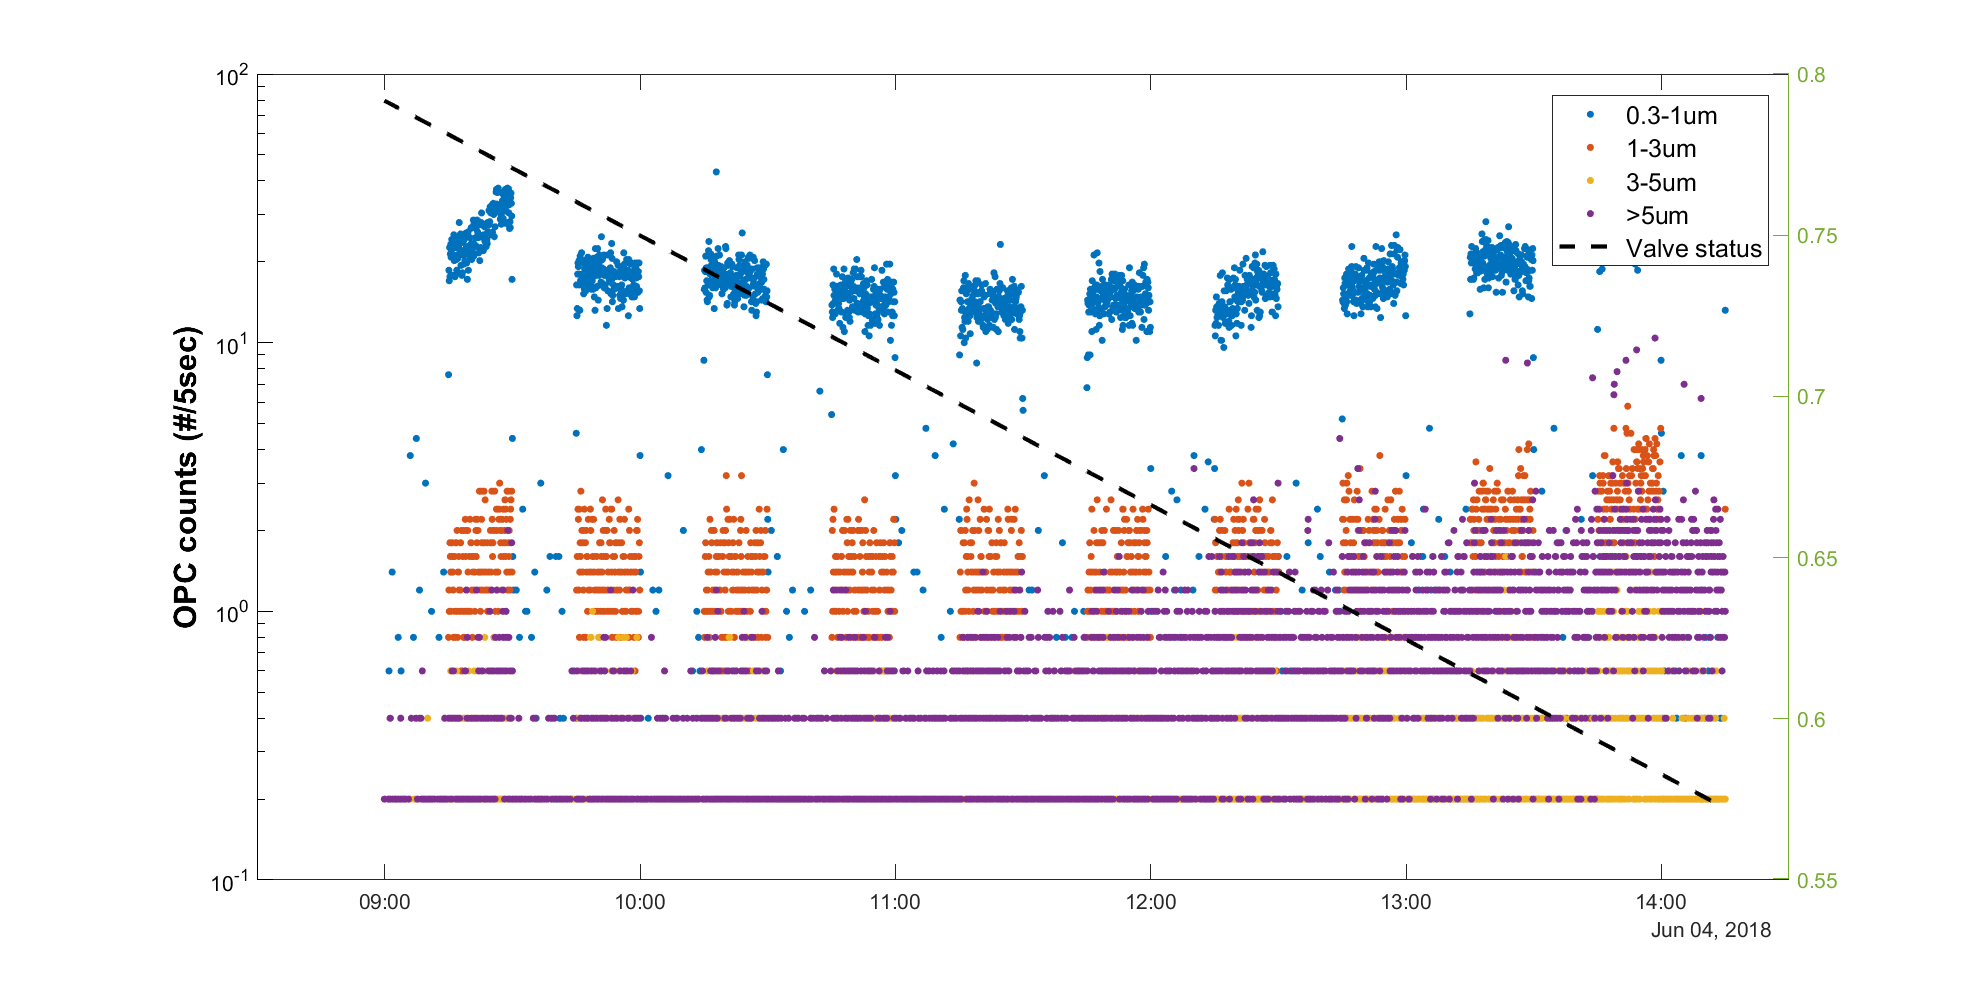 10^2
10^1
10^0
10^-1
OPC counts (#/5sec)
0.8
0.75
0.7
0.65
0.6
0.55
0.3-1um
1-3um
3-5um
>5um
Valve status
09:00 10:00 11:00 12:00 13:00 14:00
Jun 04, 2018